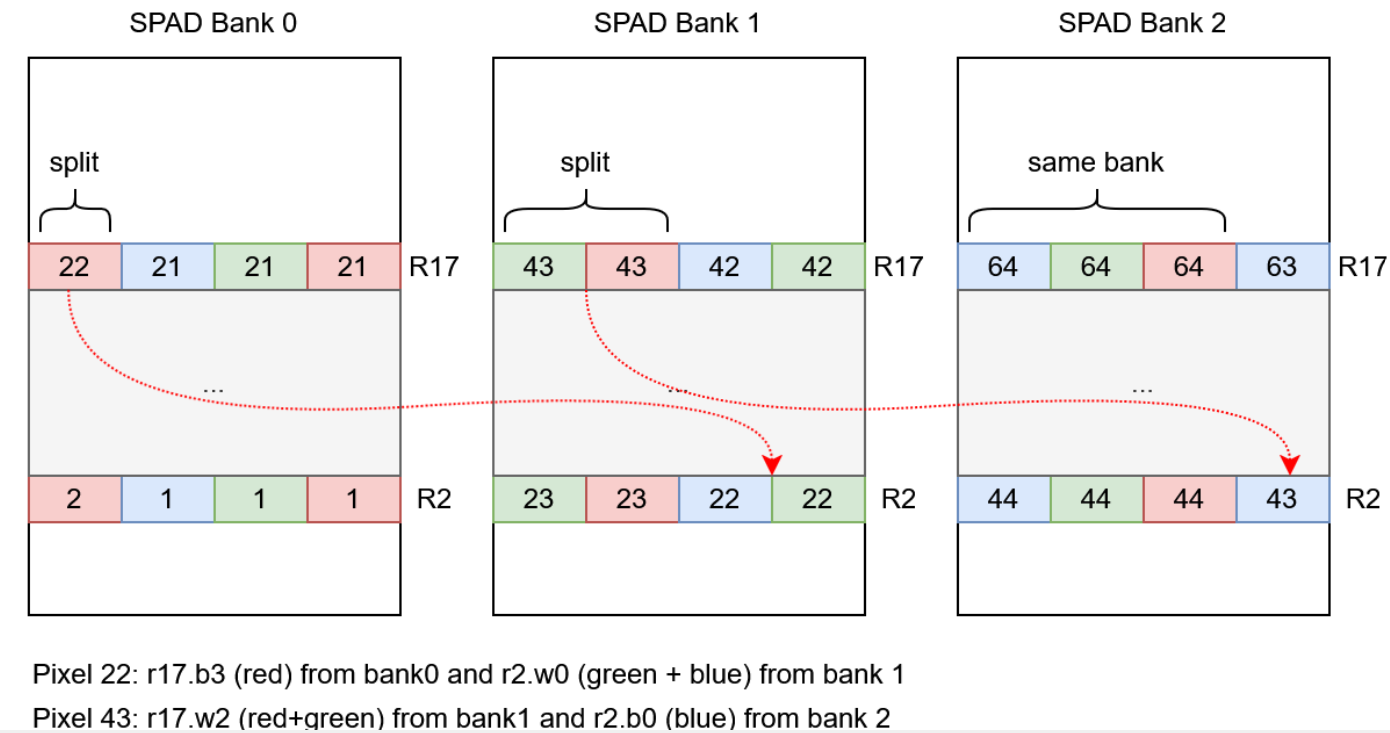 SPAD Bank 0 SPAD Bank 1 SPAD Bank 2
split split same bank
22 21 21 21 R17 43 43 42 42 R17 64 64 64 63 R17
... ... ...
2 1 1 1 R2 23 23 22 22 R2 44 44 44 43 R2
Pixel 22: r17.b3 (red) from bank0 and r2.w0 (green + blue) from bank 1
Pixel 43: r17.w2 (red+green) from bank1 and r2.b0 (blue) from bank 2